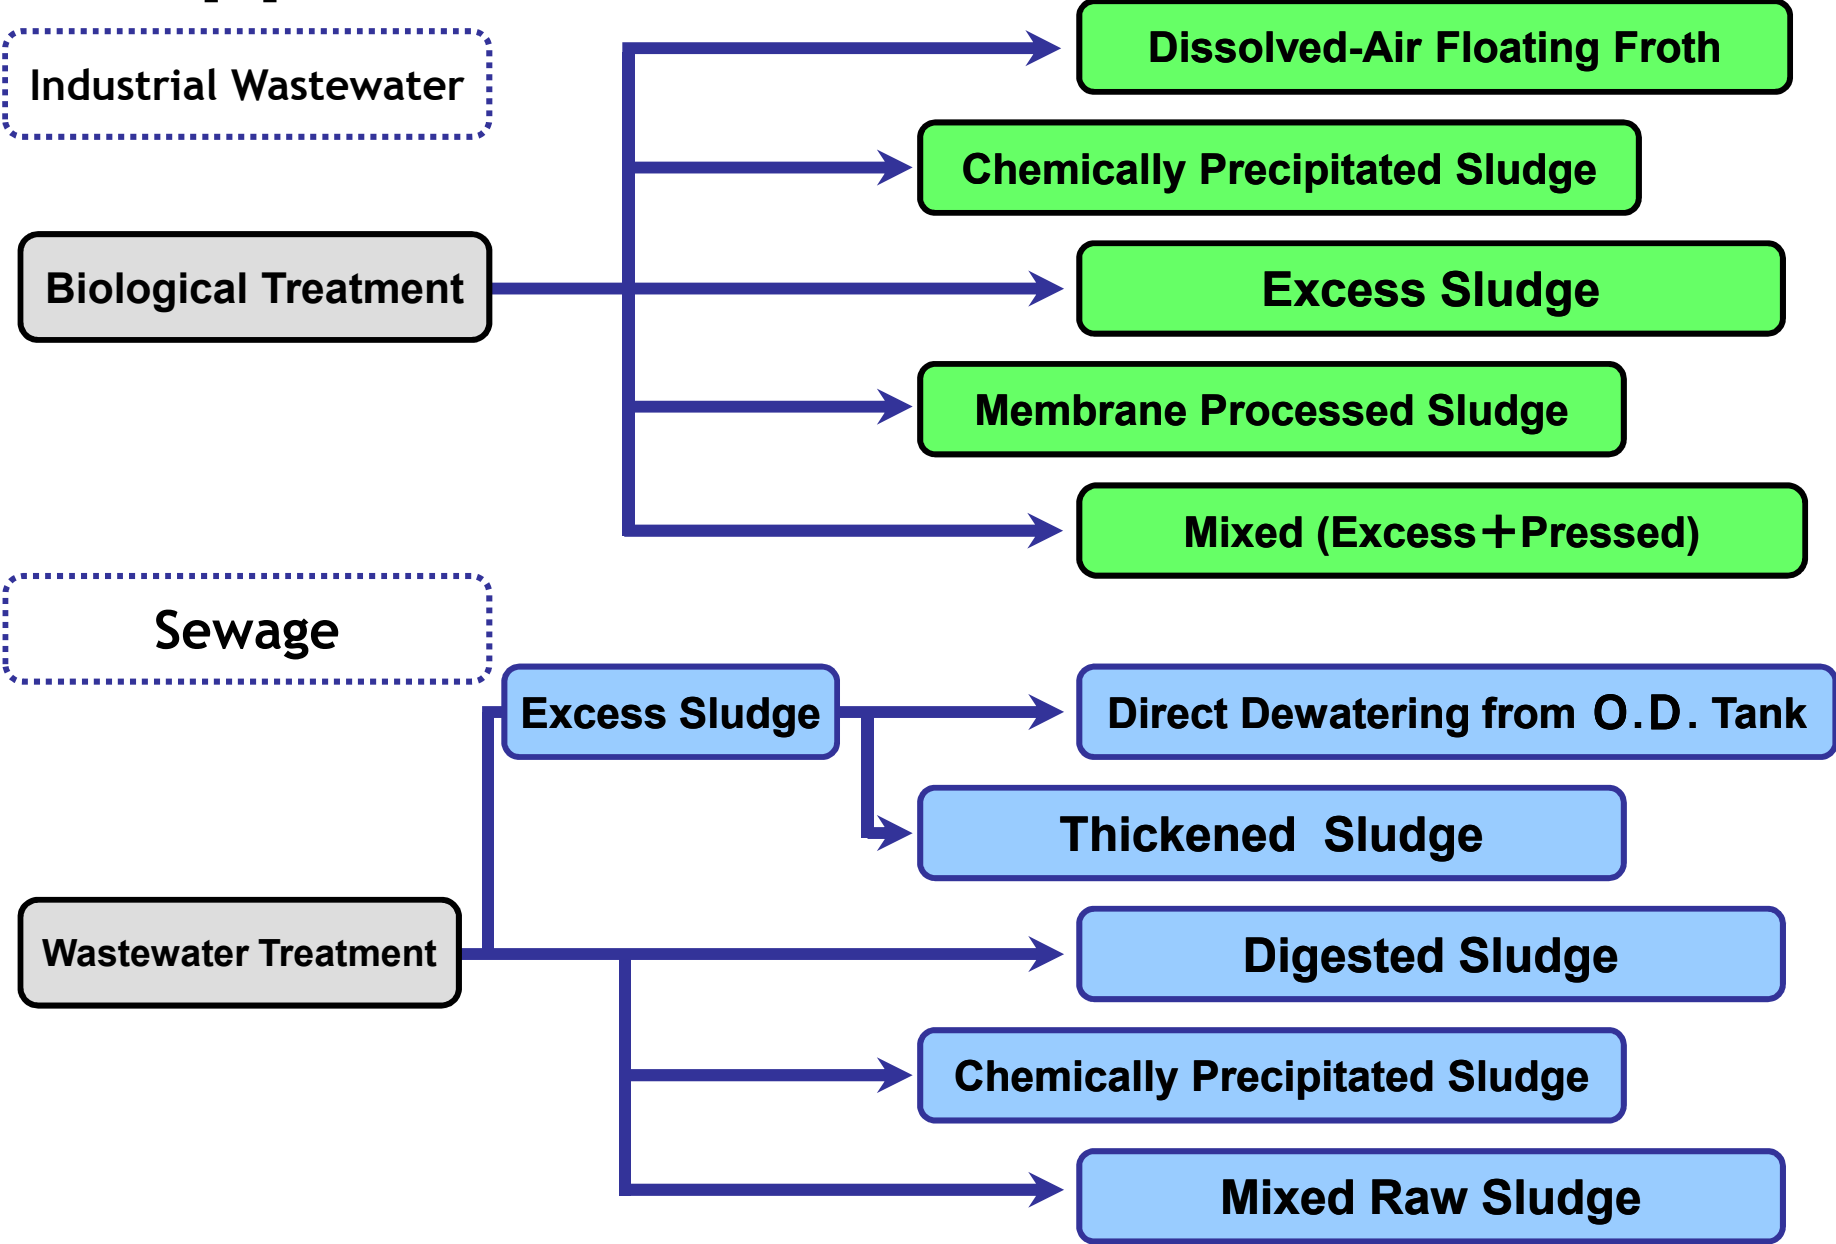 Industrial Wastewater
Dissolved-Air Floating Froth
Chemically Precipitated Sludge
Biological Treatment
Excess Sludge
Membrane Processed Sludge
Mixed (Excess＋Pressed)
Sewage
Excess Sludge
Direct Dewatering from O.D. Tank
Thickened Sludge
Wastewater Treatment
Digested Sludge
Chemically Precipitated Sludge
Mixed Raw Sludge